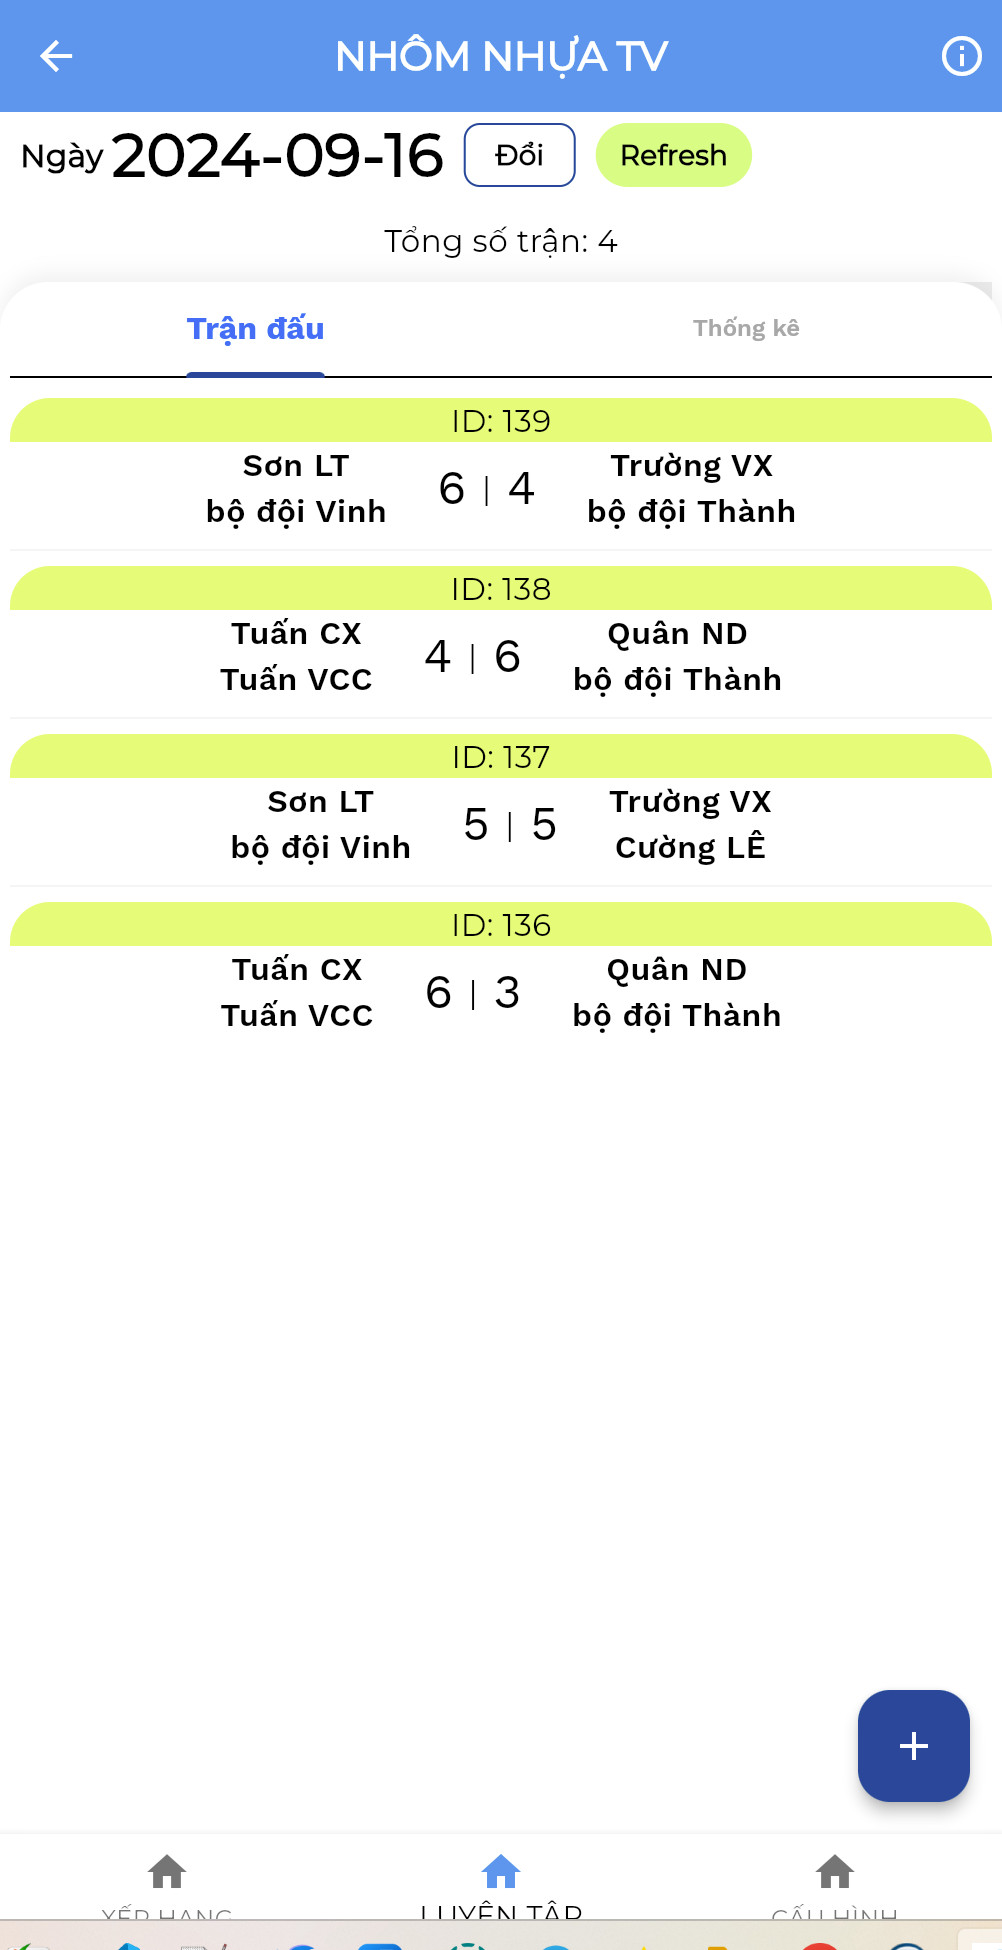 NHÔM NHỰA TV
Ngày 2024-09-16 Đổi Refresh
Tổng số trận: 4
Trận đấu Thống kê
ID: 139
Sơn LT
bộ đội Vinh
6 | 4
Trường VX
bộ đội Thành
ID: 138
Tuấn CX
Tuấn VCC
4 | 6
Quân ND
bộ đội Thành
ID: 137
Sơn LT
bộ đội Vinh
5 | 5
Trường VX
Cường LÊ
ID: 136
Tuấn CX
Tuấn VCC
6 | 3
Quân ND
bộ đội Thành
XẾP HẠNG LUYỆN TẬP CẤU HÌNH